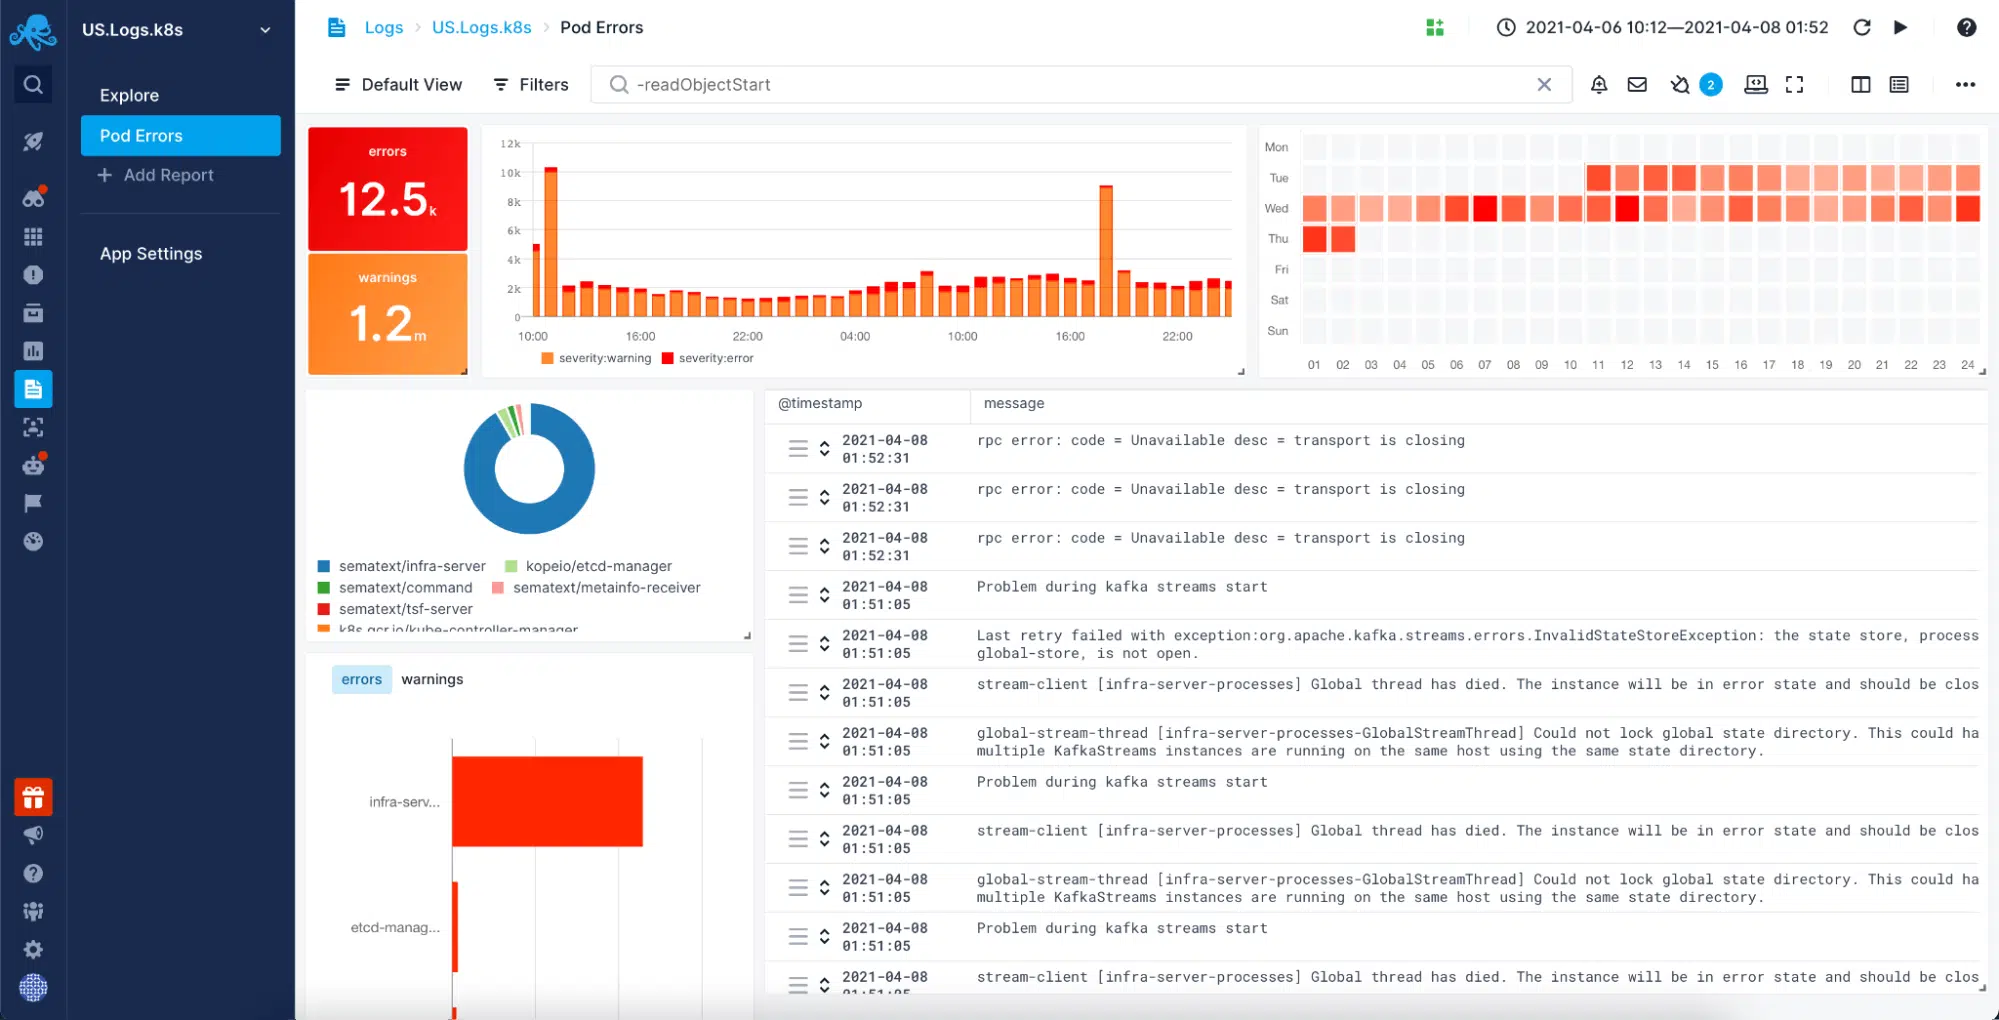 US.Logs.k8s
Explore
Pod Errors
Add Report
App Settings
Logs US.Logs.k8s Pod Errors
2021-04-06 10:12—2021-04-08 01:52
Default View Filters -readObjectStart 2
errors
12.5k
warnings
1.2m
12k
10k
8k
6k
4k
2k
0
10:00 16:00 22:00 04:00 10:00 16:00 22:00
severity:warning severity:error
Mon
Tue
Wed
Thu
Fri
Sat
Sun
01 02 03 04 05 06 07 08 09 10 11 12 13 14 15 16 17 18 19 20 21 22 23 24
sematext/infra-server kopeio/etcd-manager
sematext/command sematext/metainfo-receiver
sematext/tsf-server
k8s.gcr.io/kube-controller-manager
errors warnings
infra-serv...
etcd-manag...
@timestamp message
2021-04-08 rpc error: code = Unavailable desc = transport is closing
01:52:31
2021-04-08 rpc error: code = Unavailable desc = transport is closing
01:52:31
2021-04-08 rpc error: code = Unavailable desc = transport is closing
01:52:31
2021-04-08 Problem during kafka streams start
01:51:05
2021-04-08 Last retry failed with exception:org.apache.kafka.streams.errors.InvalidStateStoreException: the state store, process
01:51:05 global-store, is not open.
2021-04-08 stream-client [infra-server-processes] Global thread has died. The instance will be in error state and should be clos
01:51:05
2021-04-08 global-stream-thread [infra-server-processes-GlobalStreamThread] Could not lock global state directory. This could ha
01:51:05 multiple KafkaStreams instances are running on the same host using the same state directory.
2021-04-08 Problem during kafka streams start
01:51:05
2021-04-08 stream-client [infra-server-processes] Global thread has died. The instance will be in error state and should be clos
01:51:05
2021-04-08 global-stream-thread [infra-server-processes-GlobalStreamThread] Could not lock global state directory. This could ha
01:51:05 multiple KafkaStreams instances are running on the same host using the same state directory.
2021-04-08 Problem during kafka streams start
01:51:05
2021-04-08 stream-client [infra-server-processes] Global thread has died. The instance will be in error state and should be clos
01:51:05